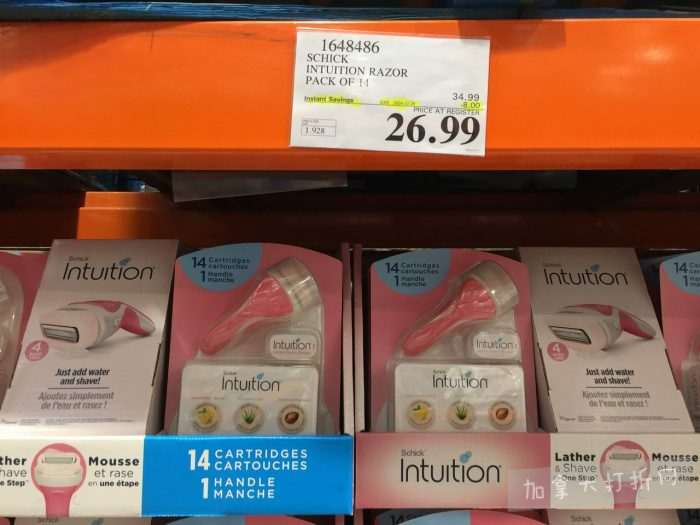 1648486
SCHICK
INTUITION RAZOR
PACK OF 14
34.99
Instant Savings
-8.00
PRICE AT REGISTER
26.99
1.928
Schick
Intuition
4
Just add water
and shave!
Ajoutez simplement
de l'eau et rasez !
14 Cartridges
cartouches
1 Handle
manche
Intuition
Schick
Intuition
14 Cartridges
cartouches
1 Handle
manche
Intuition
Schick
Intuition
Schick
Intuition
Just add water
and shave!
Ajoutez simplement
de l'eau et rasez !
14
ther
Shave
One Step
Mousse
et rase
en une étape
14 CARTRIDGES
CARTOUCHES
1 HANDLE
MANCHE
Schick
Intuition
Lather
& Shave
in One Step
Mousse
et rase
加拿大打折网